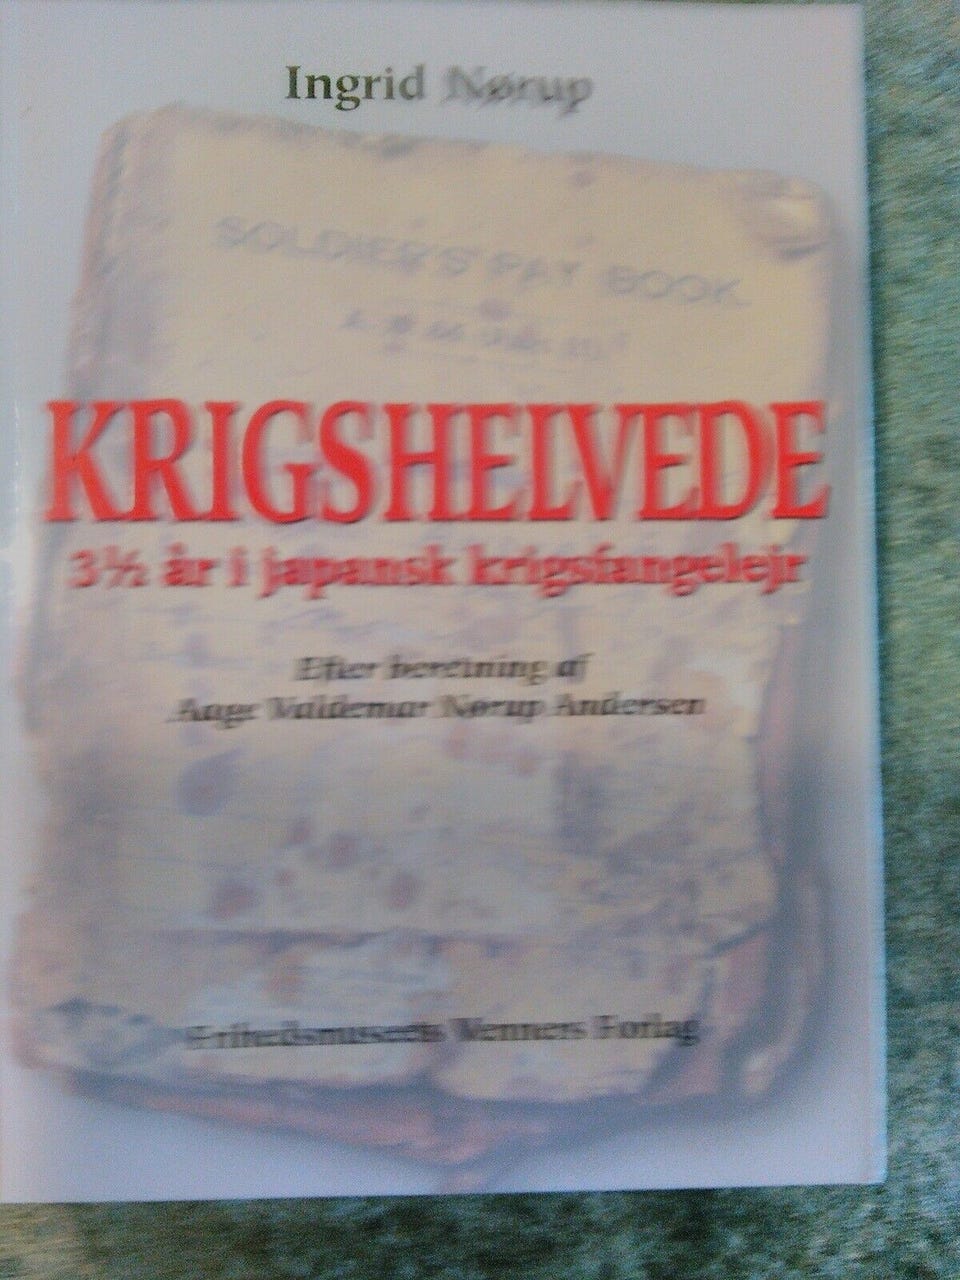 Ingrid Nørup
SOLDIER'S PAY BOOK
KRIGSHELVEDE
3½ år i japansk krigsfangelejr
Efter beretning af
Aage Valdemar Nørup Andersen
Frihedsmuseets Venners Forlag